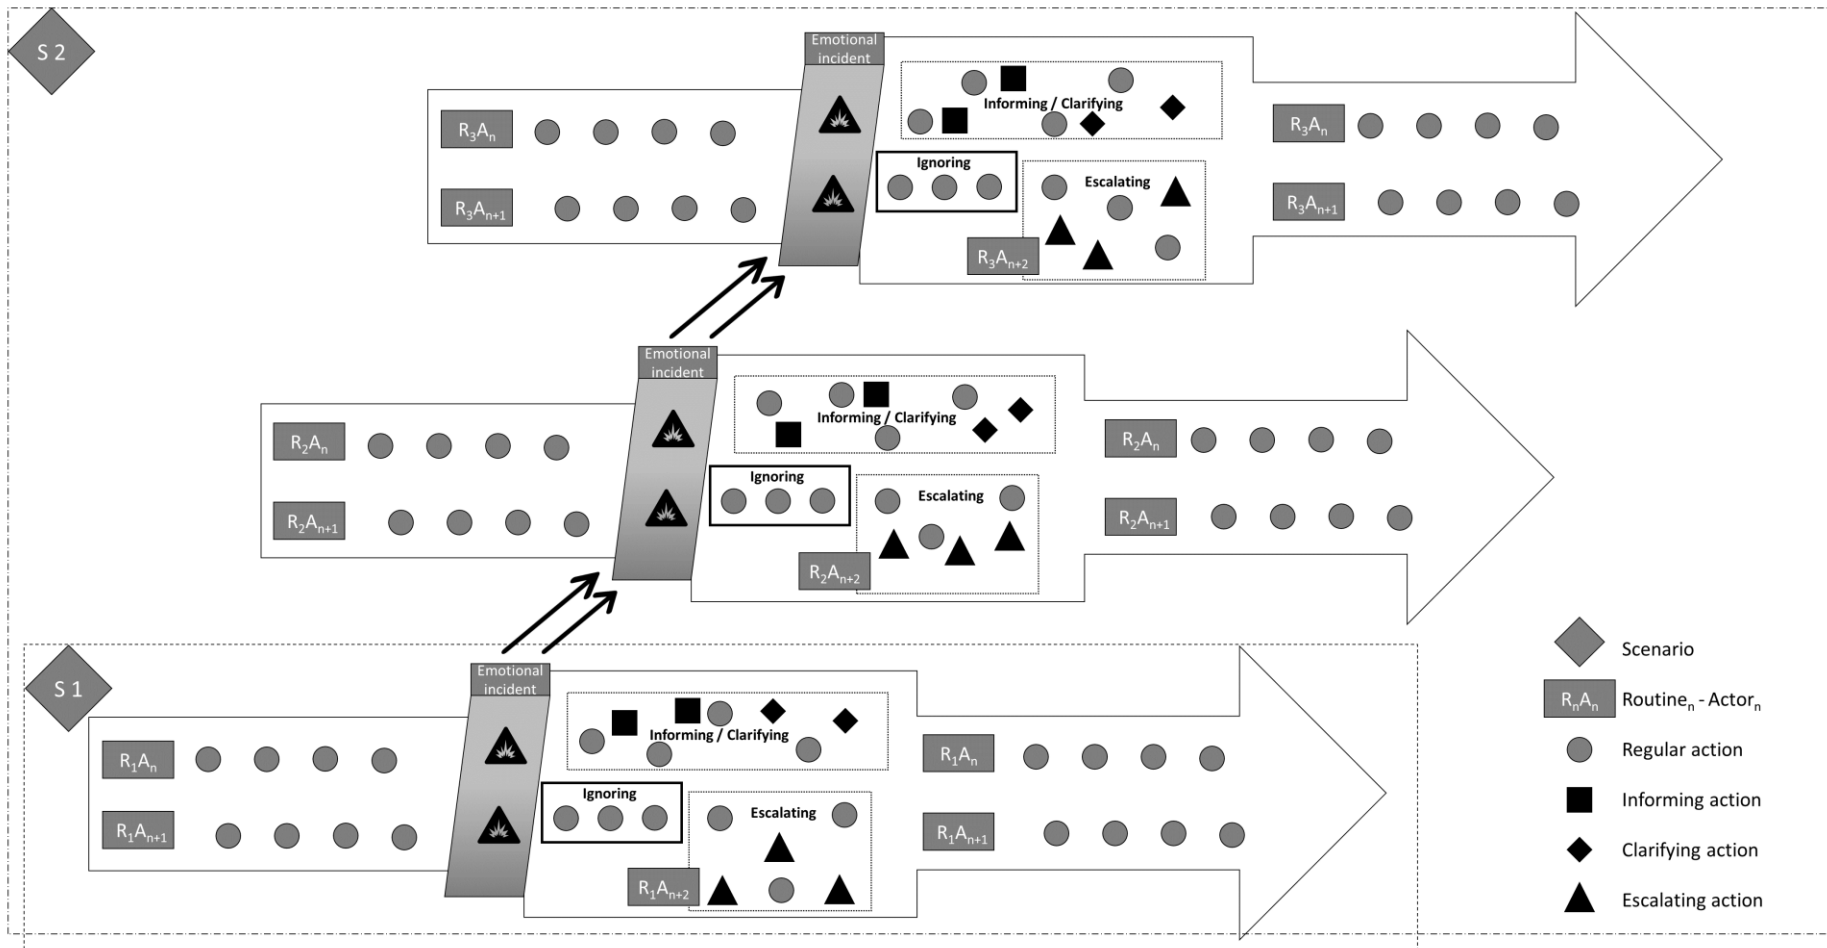 S 2
Emotional
incident
R3An
Informing / Clarifying
R3An
Ignoring
Escalating
R3An+1
R3An+1
R3An+2
Emotional
incident
R2An
Informing / Clarifying
R2An
Ignoring
Escalating
R2An+1
R2An+1
R2An+2
S 1
Emotional
incident
R1An
Informing / Clarifying
R1An
Ignoring
Escalating
R1An+1
R1An+1
R1An+2
Scenario
RnAn Routinen - Actorn
Regular action
Informing action
Clarifying action
Escalating action